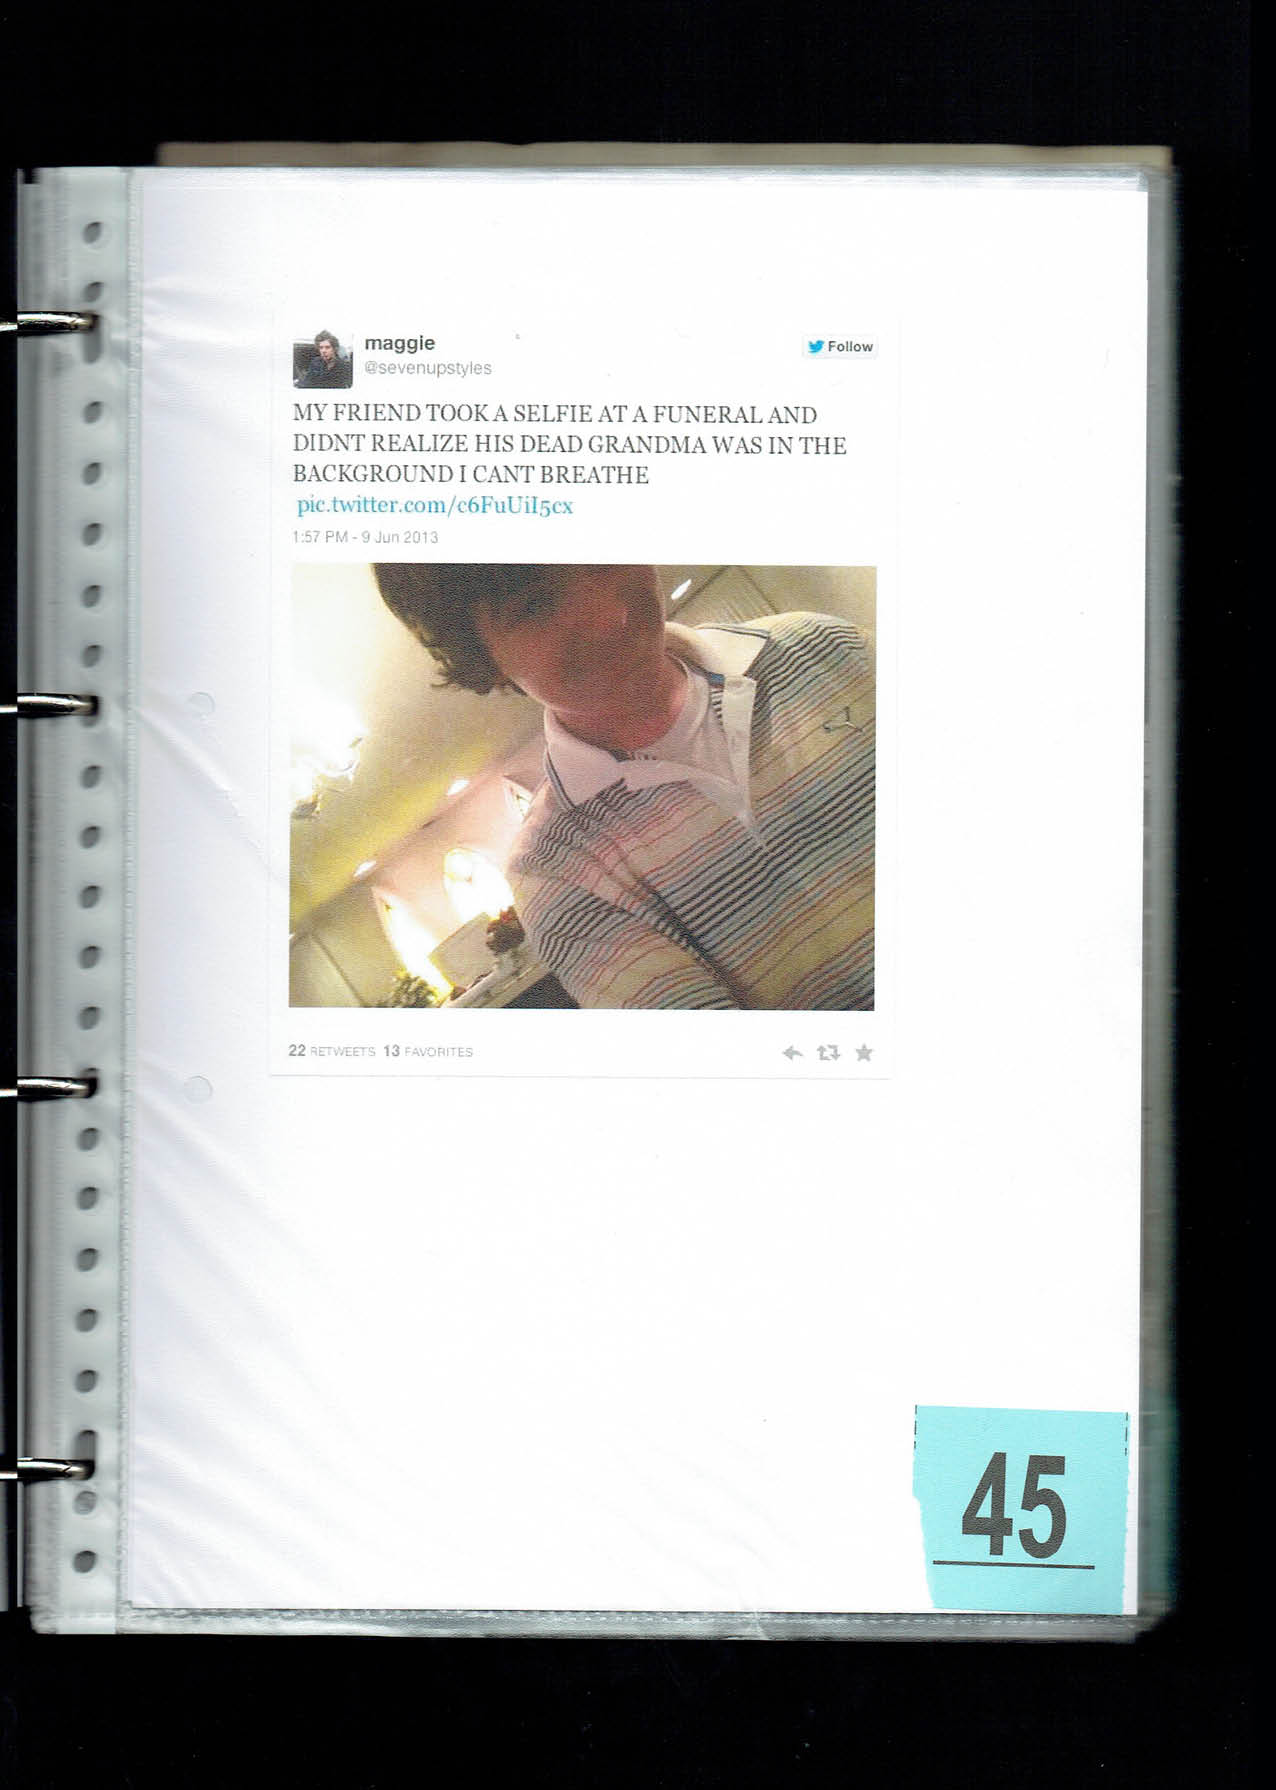 maggie
@sevenupstyles
Follow
MY FRIEND TOOK A SELFIE AT A FUNERAL AND
DIDNT REALIZE HIS DEAD GRANDMA WAS IN THE
BACKGROUND I CANT BREATHE
pic.twitter.com/c6FuUiI5cx
1:57 PM - 9 Jun 2013
22 RETWEETS 13 FAVORITES
45